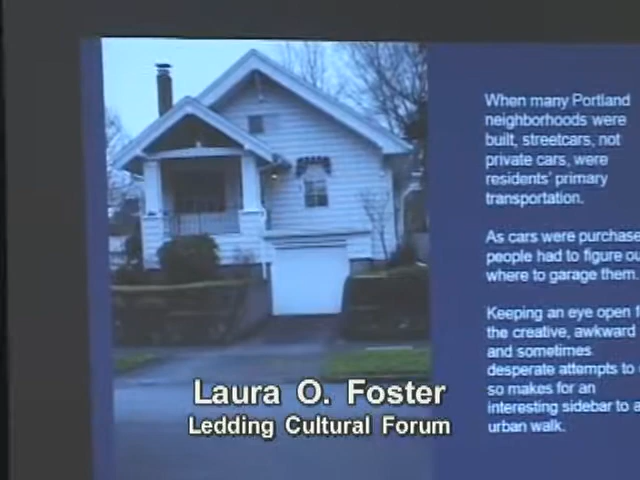 When many Portland
neighborhoods were
built, streetcars, not
private cars, were
residents' primary
transportation.
As cars were
people had to figure
where to garage them.
Keeping an eye open
the creative, awkward
and sometimes
desperate attempts to
so makes for an
interesting sidebar to
urban walk.
Laura O. Foster
Ledding Cultural Forum